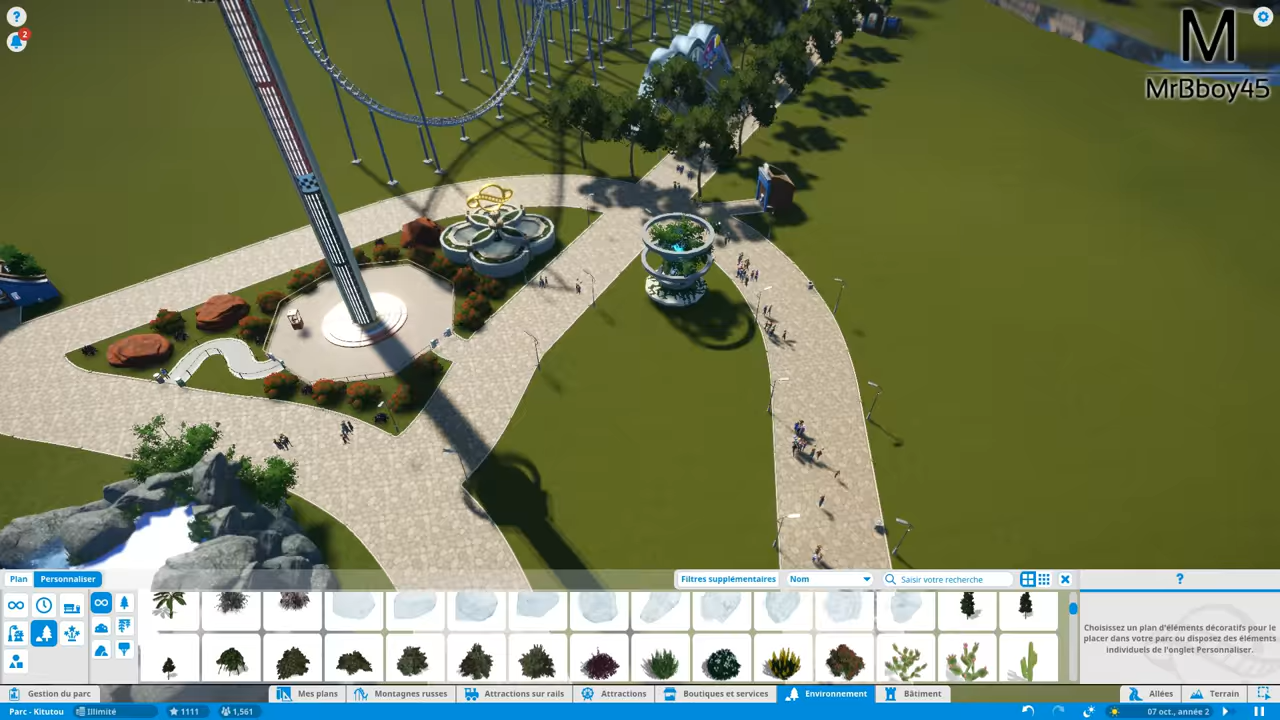 ?
2
M
MrBboy45
Plan
Personnaliser
Filtres supplémentaires
Nom
Saisir votre recherche
?
Choisissez un plan d'éléments décoratifs pour le
placer dans votre parc ou disposez des éléments
individuels de l'onglet Personnaliser.
Gestion du parc
Mes plans
Montagnes russes
Attractions sur rails
Attractions
Boutiques et services
Environnement
Bâtiment
Allées
Terrain
Parc - Kitutou
Illimité
1111
1,561
07 oct., année 2